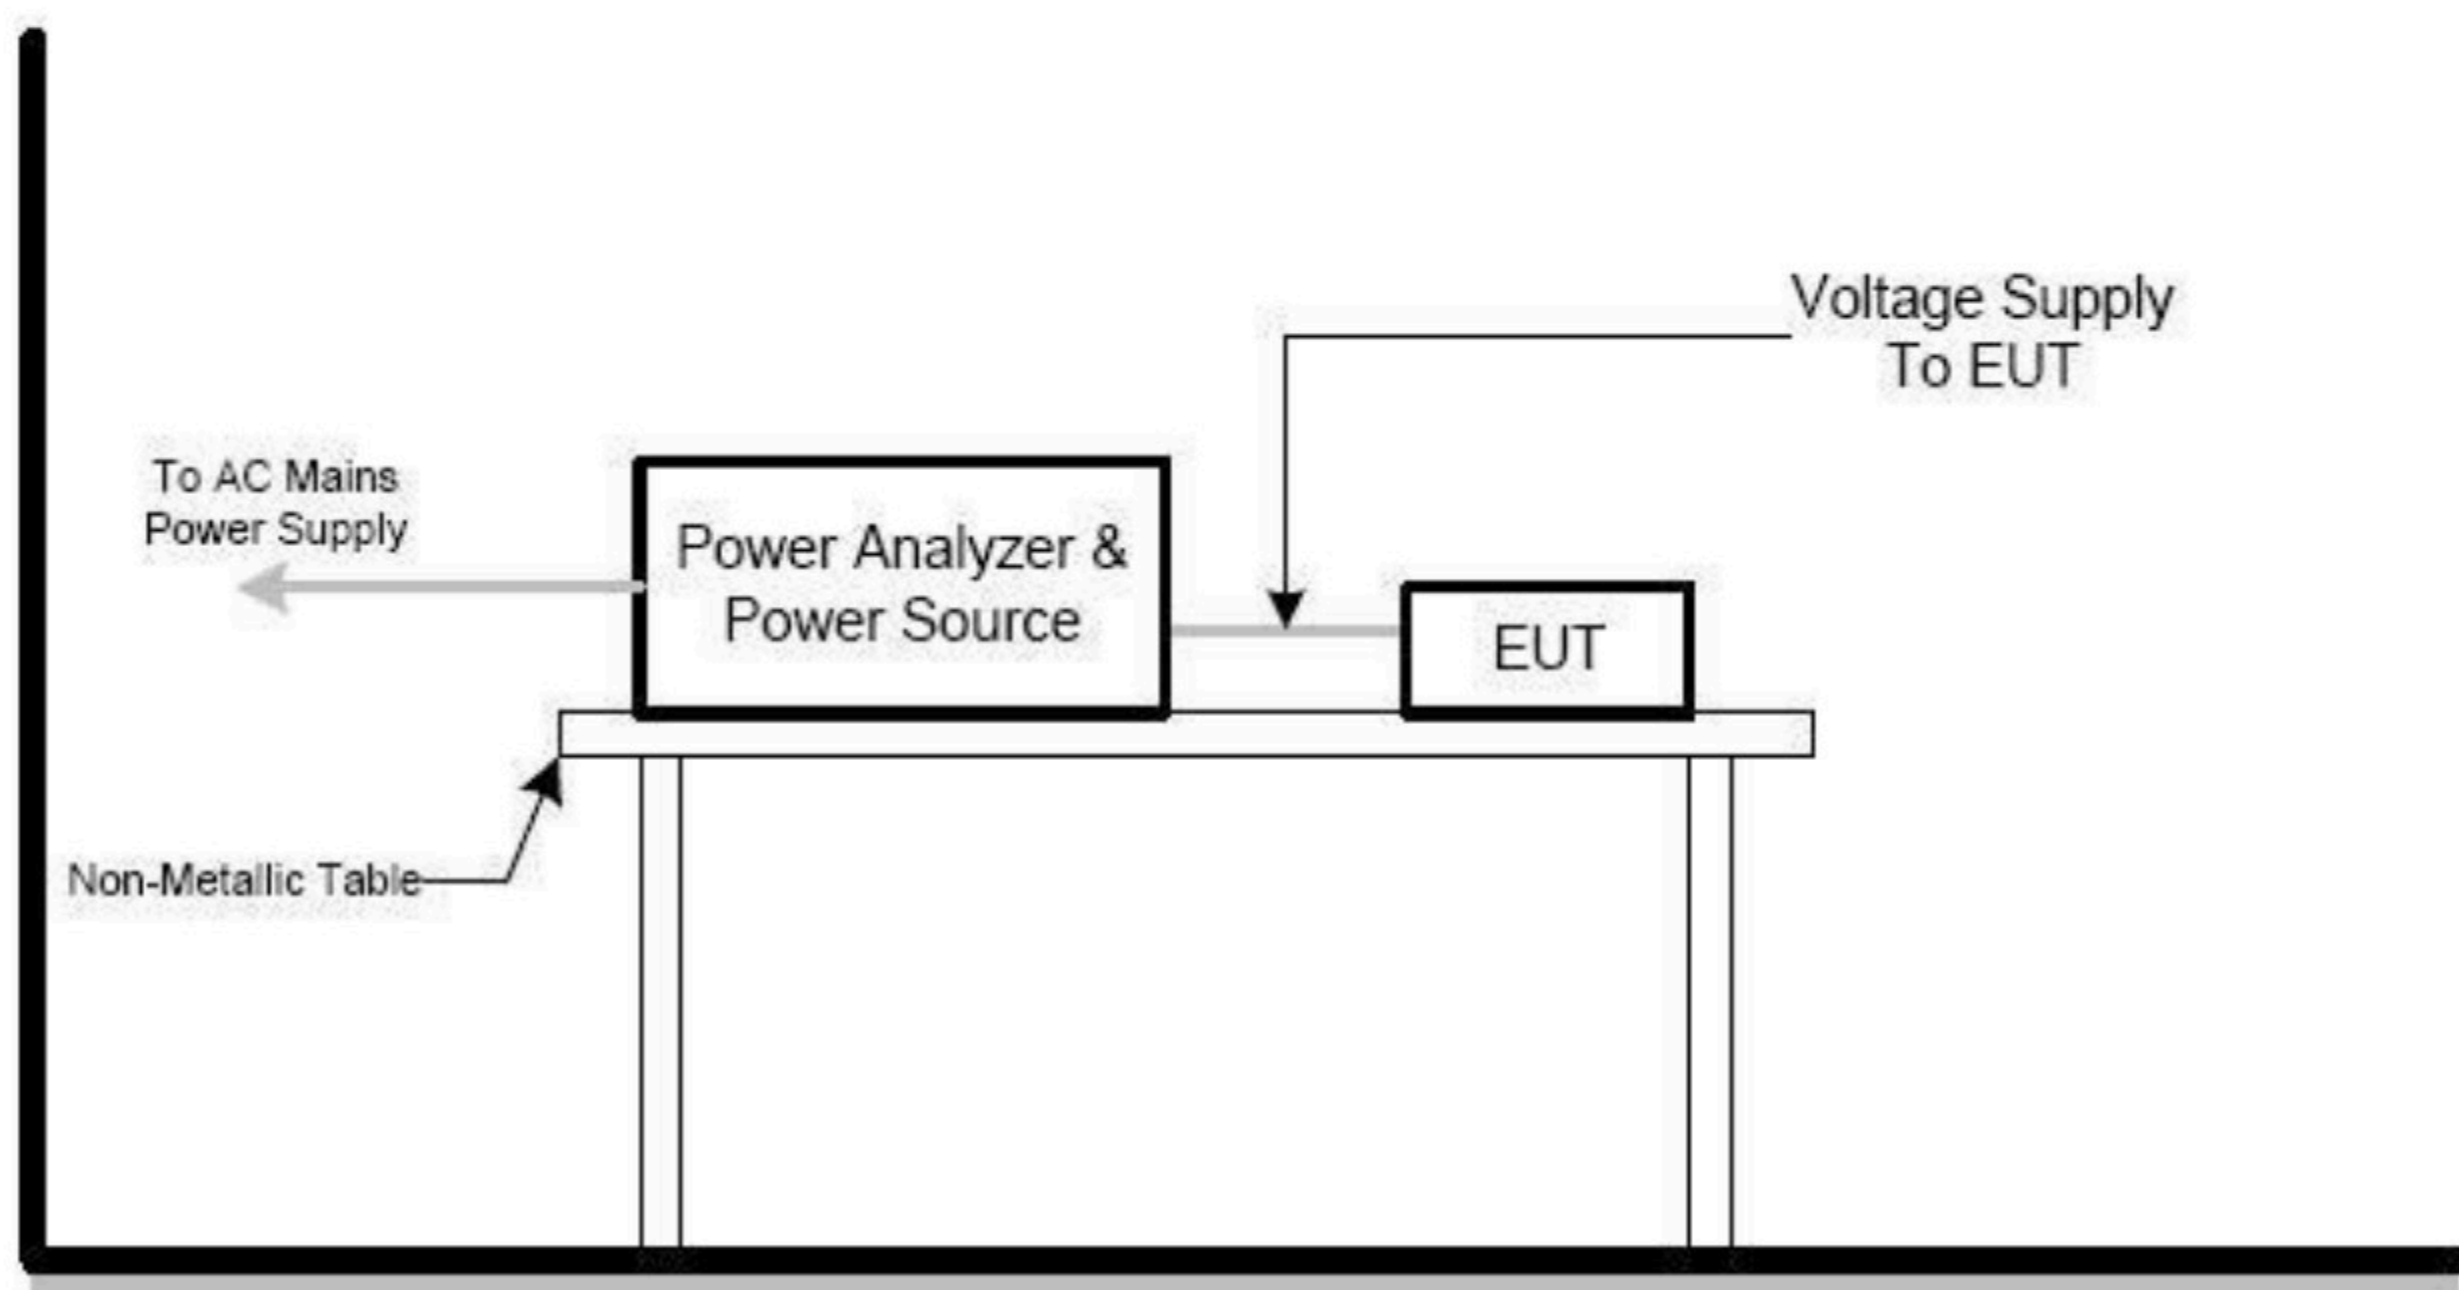 Voltage Supply
To EUT
To AC Mains
Power Supply
Power Analyzer &
Power Source
EUT
Non-Metallic Table